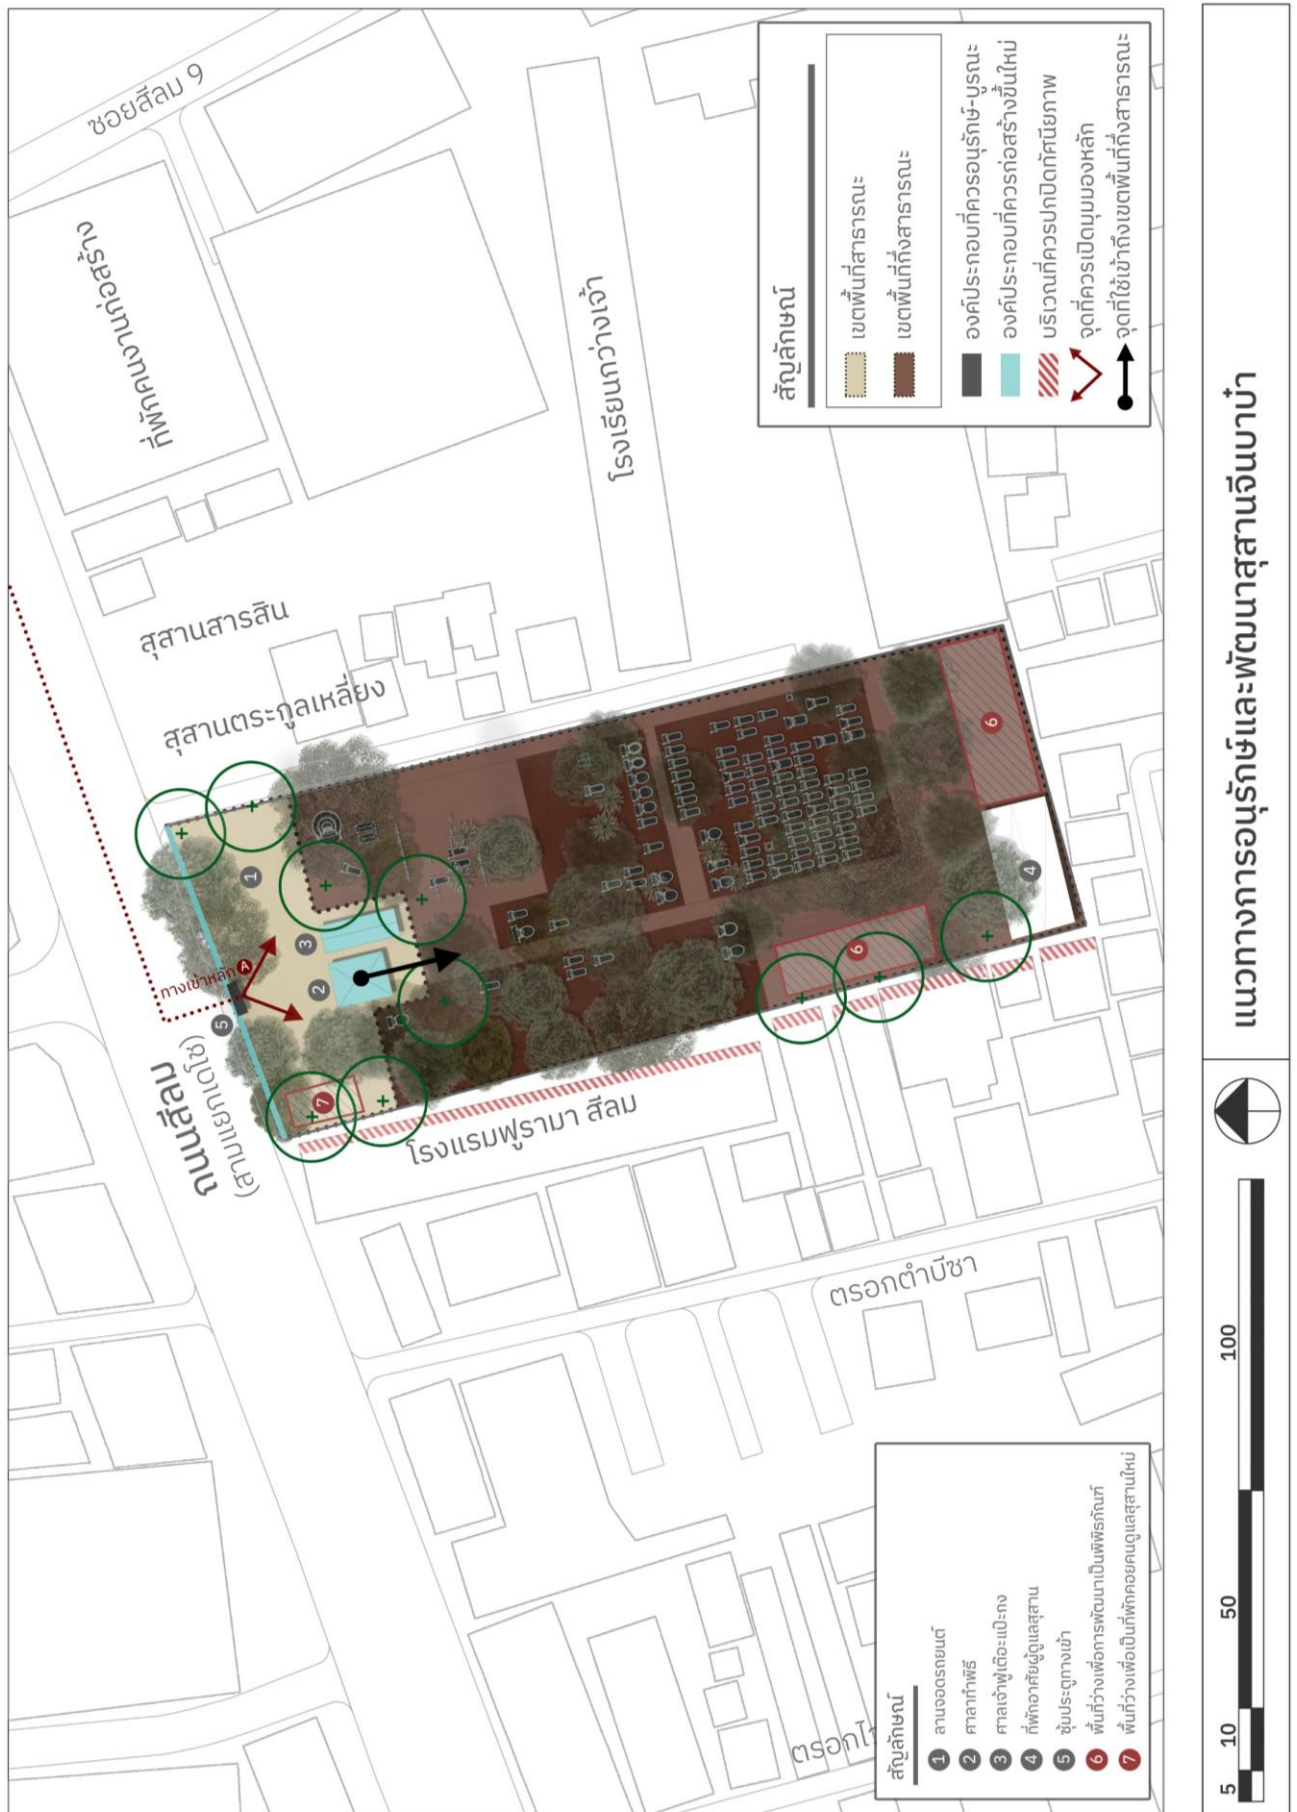 ซอยสีลม 9
ที่พักคนงานก่อสร้าง
โรงเรียนกว่างเจ้า
สุสานสารสิน
สุสานตระกูลเหลี่ยง
ทางเข้าหลัก A
ถนนสีลม
(สาบแชนางใย)
โรงแรมฟูรามา สีลม
ตรอกตำบีซา
1
2
3
4
5
6
6
7
สัญลักษณ์
เขตพื้นที่สาธารณะ
เขตพื้นที่กึ่งสาธารณะ
องค์ประกอบที่ควรอนุรักษ์-บูรณะ
องค์ประกอบที่ควรก่อสร้างขึ้นใหม่
บริเวณที่ควรปกปิดทัศนียภาพ
จุดที่ควรเปิดมุมมองหลัก
จุดที่ใช้เข้าถึงเขตพื้นที่กึ่งสาธารณะ
สัญลักษณ์
1 ลานจอดรถยนต์
2 ศาลาทำพิธี
3 ศาลเจ้าฟูเต๊อะแป๊ะกง
4 ที่พักอาศัยผู้ดูแลสุสาน
5 ซุ้มประตูทางเข้า
6 พื้นที่ว่างเพื่อการพัฒนาเป็นพิพิธภัณฑ์
7 พื้นที่ว่างเพื่อเป็นที่พักคอยคนดูแลสุสานใหม่
5 10 50 100
แนวทางการอนุรักษ์และพัฒนาสุสานจีนบาบ๋า